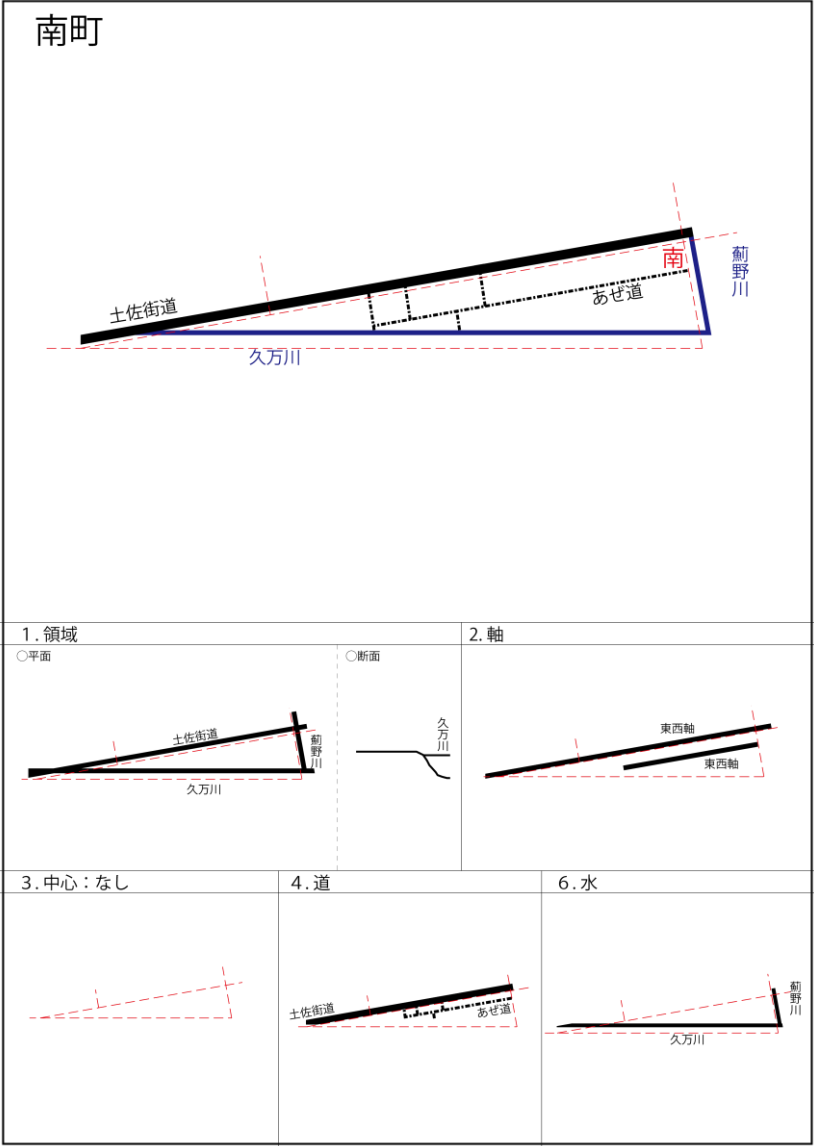 南町
土佐街道
南
薊野川
あぜ道
久万川
1.領域
○平面
土佐街道
薊野川
久万川
○断面
久万川
2.軸
東西軸
東西軸
3.中心：なし
4.道
土佐街道
あぜ道
6.水
薊野川
久万川